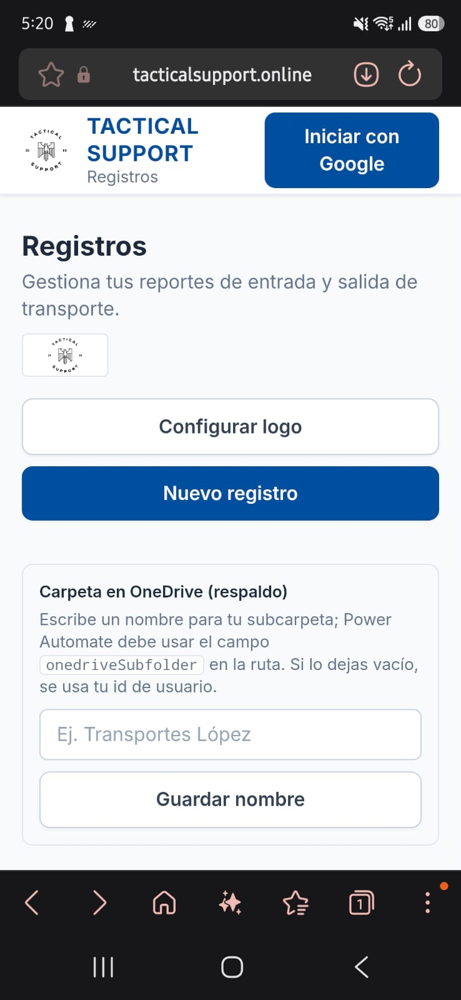 5:20
5
80
tacticalsupport.online
TACTICAL
SUPPORT
TACTICAL
SUPPORT
Registros
Iniciar con
Google
Registros
Gestiona tus reportes de entrada y salida de
transporte.
TACTICAL
SUPPORT
Configurar logo
Nuevo registro
Carpeta en OneDrive (respaldo)
Escribe un nombre para tu subcarpeta; Power
Automate debe usar el campo
onedriveSubfolder en la ruta. Si lo dejas vacío,
se usa tu id de usuario.
Ej. Transportes López
Guardar nombre
1